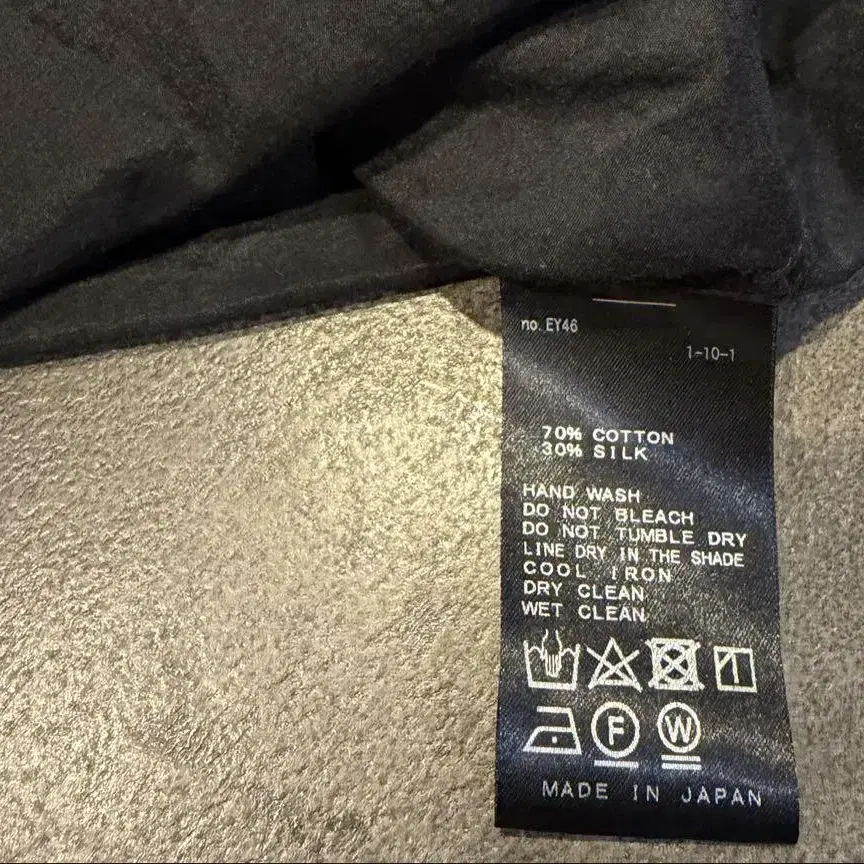 no. EY46
1-10-1
70% COTTON
30% SILK
HAND WASH
DO NOT BLEACH
DO NOT TUMBLE DRY
LINE DRY IN THE SHADE
COOL IRON
DRY CLEAN
WET CLEAN
F W
MADE IN JAPAN